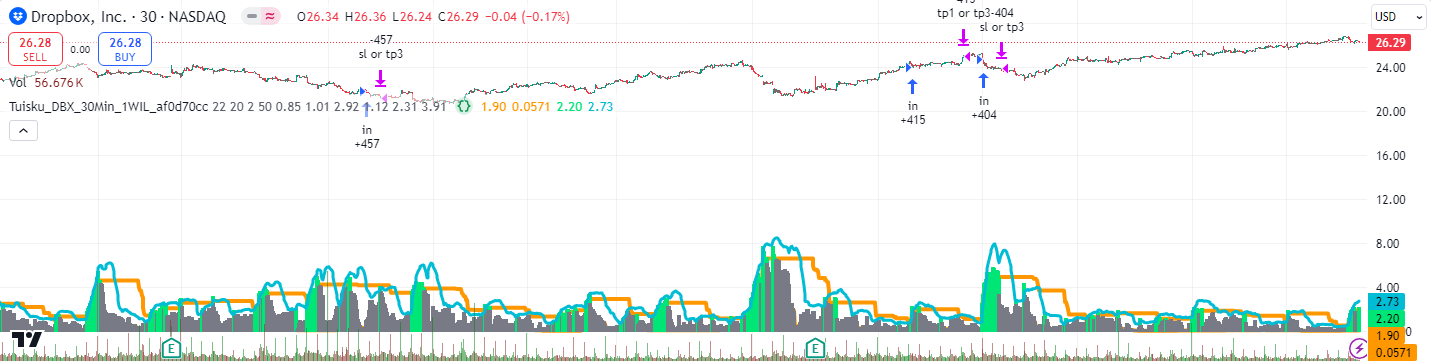 Dropbox, Inc. · 30 · NASDAQ O26.34 H26.36 L26.24 C26.29 −0.04 (−0.17%)
USD
26.28 SELL
0.00
26.28 BUY
Vol 56.676K
Tuisku_DBX_30Min_1WIL_af0d70cc 22 20 2 50 0.85 1.01 2.92 1.12 2.31 3.91 {} 1.90 0.0571 2.20 2.73
-457
sl or tp3
in
+457
tp1 or tp3-404
sl or tp3
in
+415
in
+404
26.29
24.00
20.00
16.00
12.00
8.00
4.00
2.73
2.20
1.90
0.0571
E
E